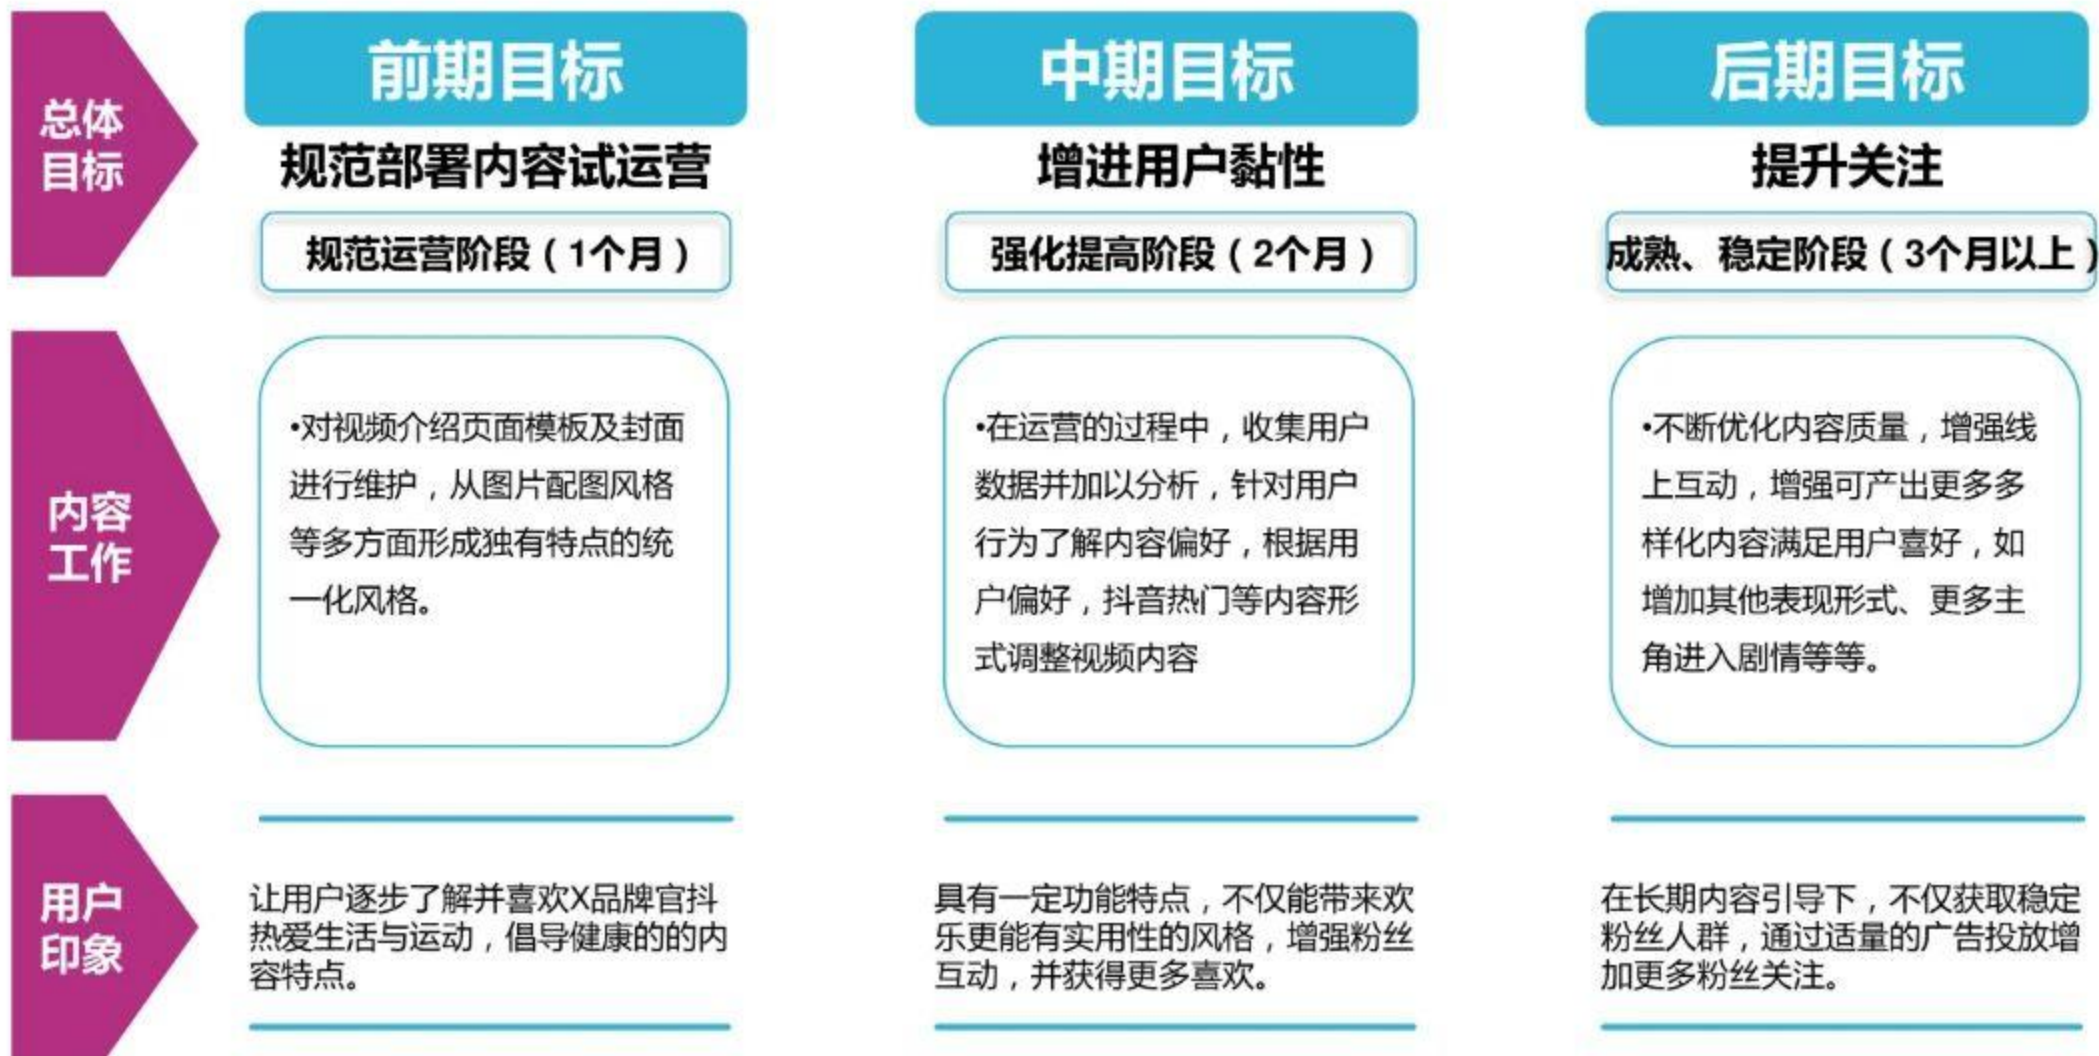 总体
目标
前期目标
中期目标
后期目标
规范部署内容试运营
增进用户黏性
提升关注
规范运营阶段（1个月）
强化提高阶段（2个月）
成熟、稳定阶段（3个月以上）
内容
工作
•对视频介绍页面模板及封面
进行维护，从图片配图风格
等多方面形成独有特点的统
一化风格。
•在运营的过程中，收集用户
数据并加以分析，针对用户
行为了解内容偏好，根据用
户偏好，抖音热门等内容形
式调整视频内容
•不断优化内容质量，增强线
上互动，增强可产出更多多
样化内容满足用户喜好，如
增加其他表现形式、更多主
角进入剧情等等。
用户
印象
让用户逐步了解并喜欢X品牌官抖
热爱生活与运动，倡导健康的的内
容特点。
具有一定功能特点，不仅能带来欢
乐更能有实用性的风格，增强粉丝
互动，并获得更多喜欢。
在长期内容引导下，不仅获取稳定
粉丝人群，通过适量的广告投放增
加更多粉丝关注。